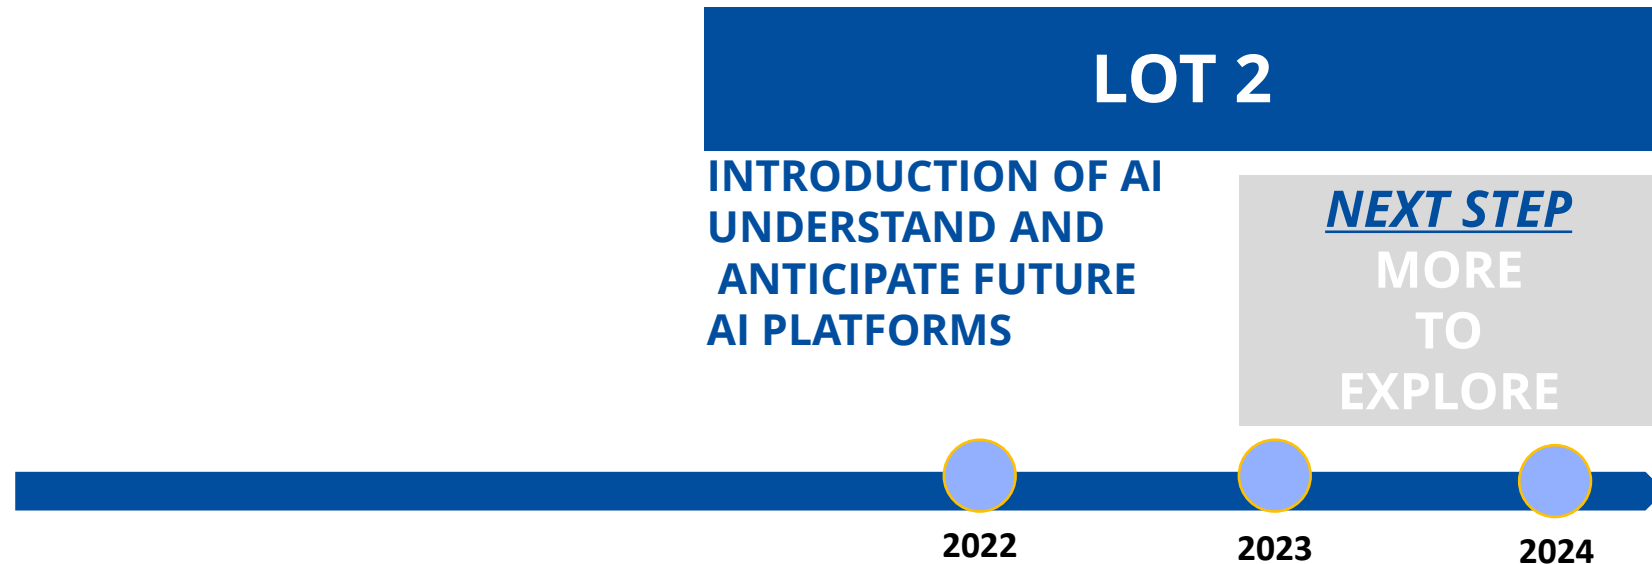 LOT 2
INTRODUCTION OF AI
UNDERSTAND AND
ANTICIPATE FUTURE
AI PLATFORMS
NEXT STEP
MORE
TO
EXPLORE
2022
2023
2024